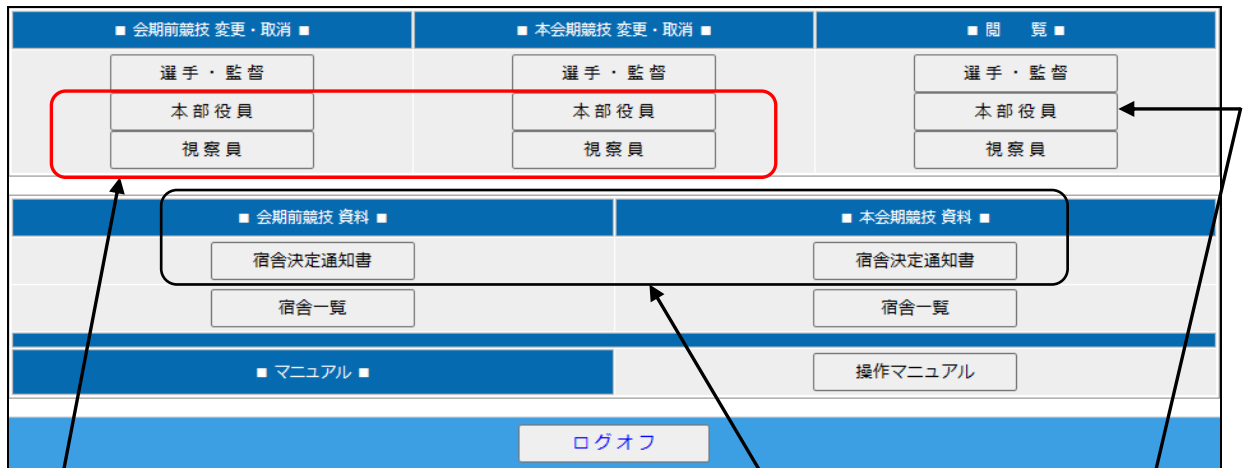 ■ 会期前競技 変更・取消 ■ ■ 本会期競技 変更・取消 ■ ■ 閲 覧 ■
選手・監督 選手・監督 選手・監督
本部役員 本部役員 本部役員
視察員 視察員 視察員
■ 会期前競技 資料 ■ ■ 本会期競技 資料 ■
宿舎決定通知書 宿舎決定通知書
宿舎一覧 宿舎一覧
■ マニュアル ■ 操作マニュアル
ログオフ